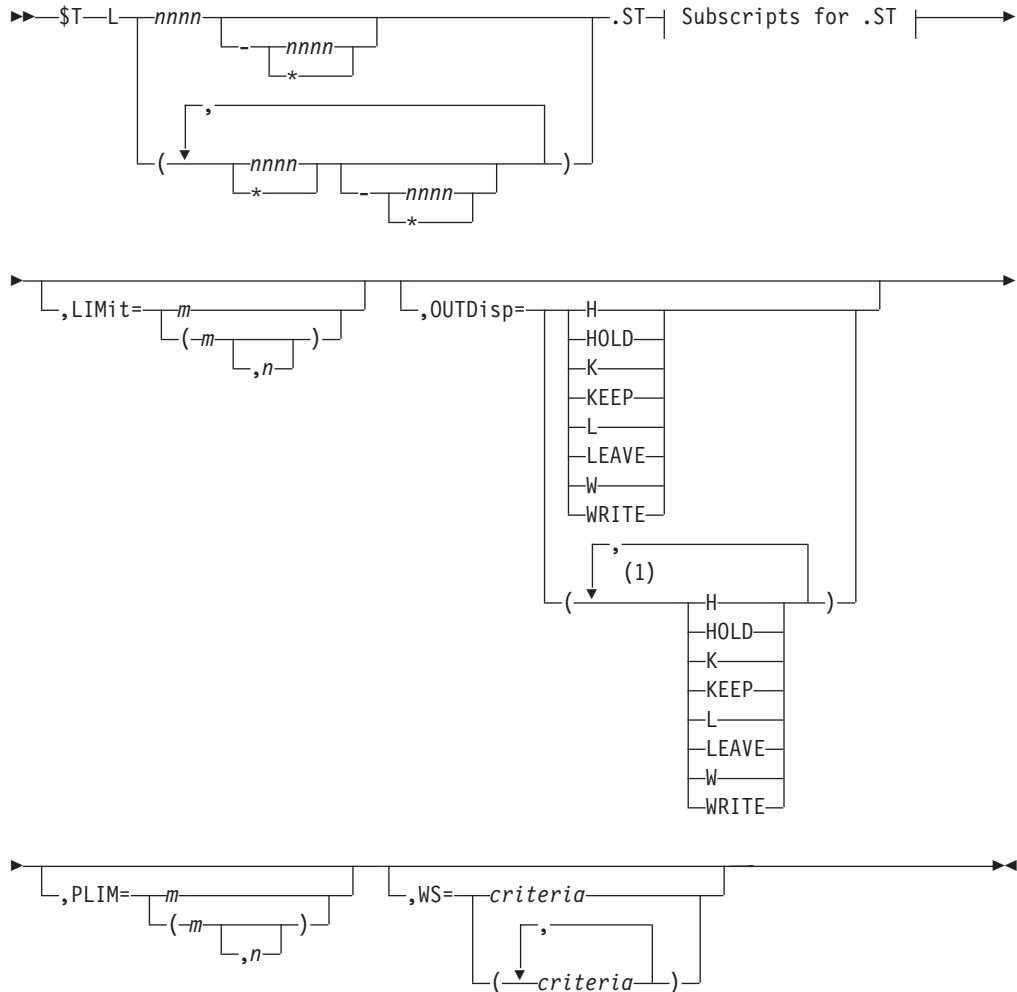 $T L nnnn .ST Subscripts for .ST
- nnnn
*
,
( nnnn )
* - nnnn
*
,LIMit= m ,OUTDisp= H
( m ) HOLD
,n K
KEEP
L
LEAVE
W
WRITE
,
(1)
( H )
HOLD
K
KEEP
L
LEAVE
W
WRITE
,PLIM= m ,WS= criteria
( m ) ,
,n
( criteria )